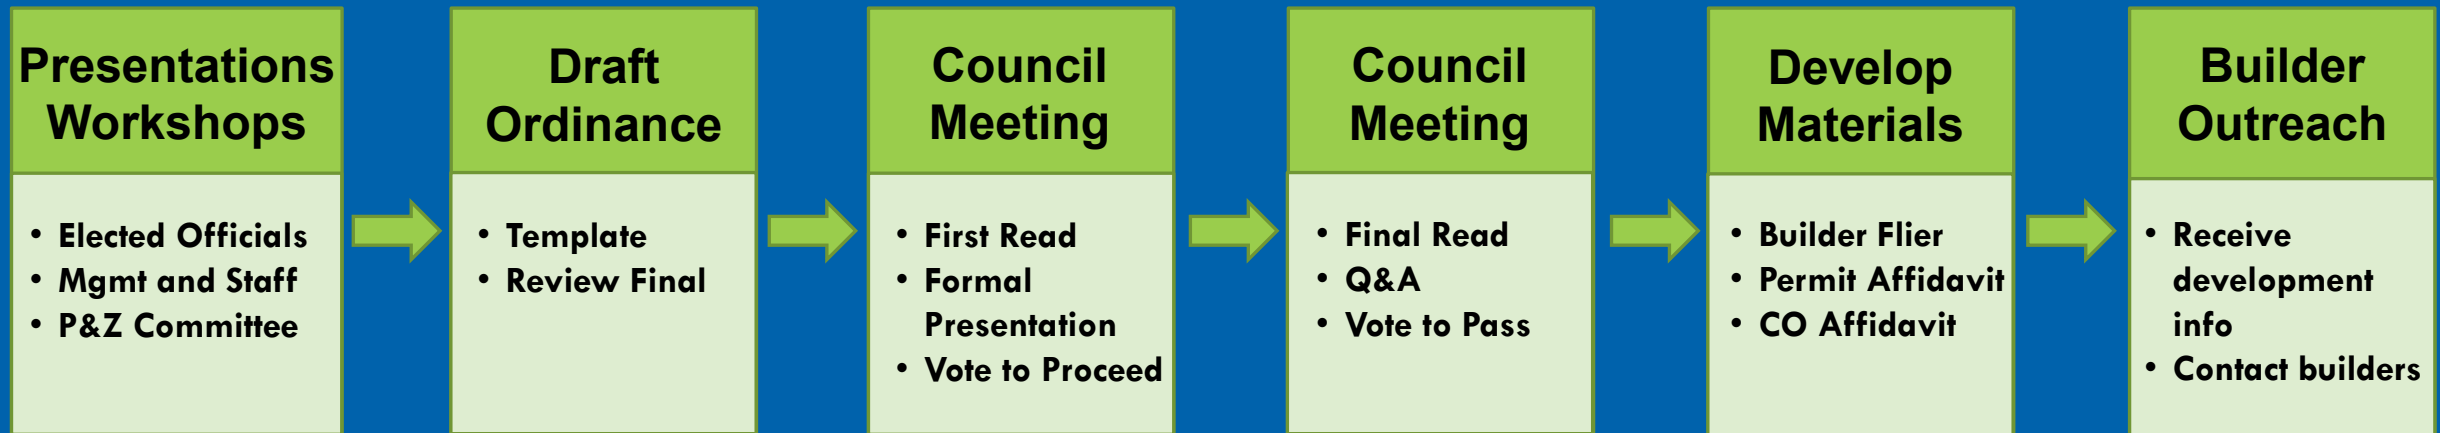 Presentations
Workshops
• Elected Officials
• Mgmt and Staff
• P&Z Committee
Draft
Ordinance
• Template
• Review Final
Council
Meeting
• First Read
• Formal
Presentation
• Vote to Proceed
Council
Meeting
• Final Read
• Q&A
• Vote to Pass
Develop
Materials
• Builder Flier
• Permit Affidavit
• CO Affidavit
Builder
Outreach
• Receive
development
info
• Contact builders